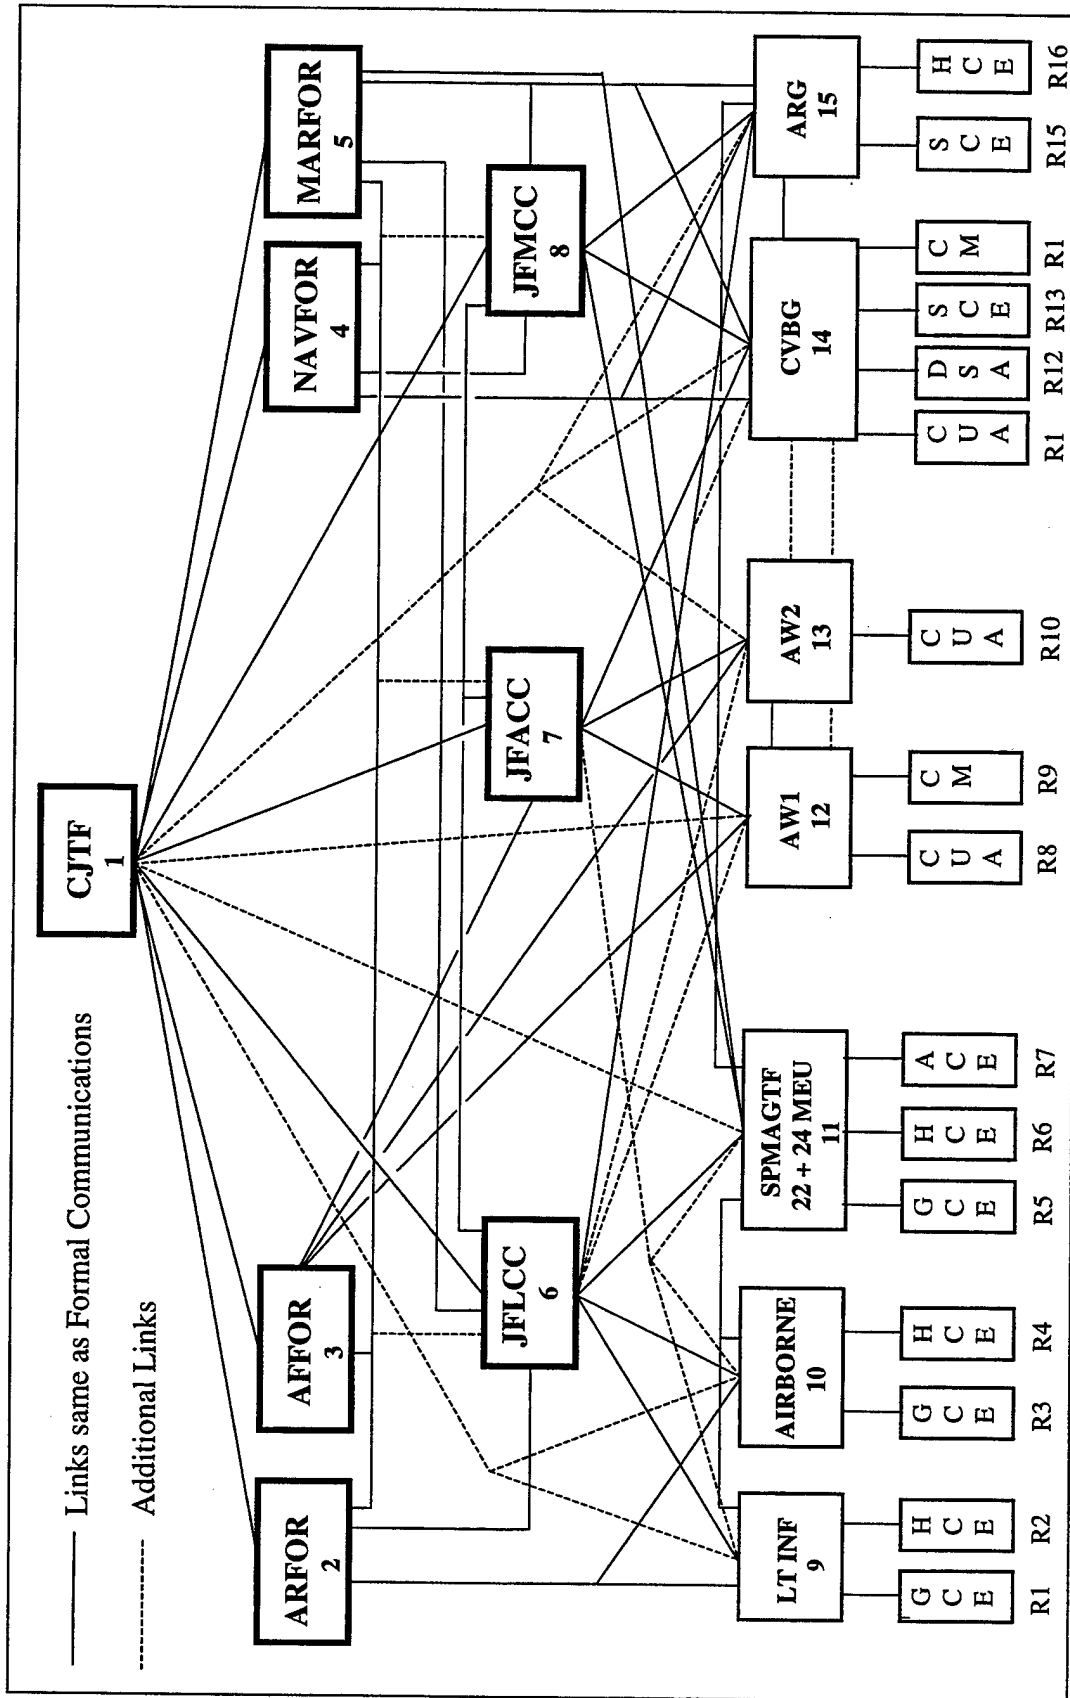 Links same as Formal Communications
Additional Links
CJTF
1
ARFOR
2
AFFOR
3
NAVFOR
4
MARFOR
5
JFLCC
6
JFACC
7
JFMCC
8
LT INF
9
AIRBORNE
10
SPMAGTF
22 + 24 MEU
11
AW1
12
AW2
13
CVBG
14
ARG
15
G
C
E
H
C
E
G
C
E
H
C
E
G
C
E
H
C
E
A
C
E
C
U
A
C
M
C
U
A
C
U
A
D
S
A
S
C
E
C
M
S
C
E
H
C
E
R1
R2
R3
R4
R5
R6
R7
R8
R9
R10
R1
R12
R13
R1
R15
R16